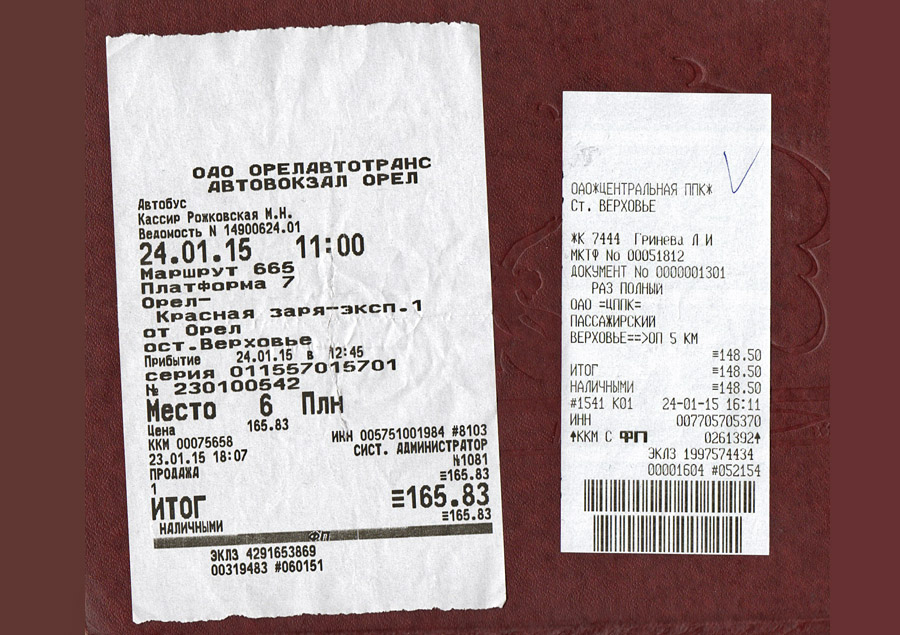 ОАО ОРЕЛАВТОТРАНС
АВТОВОКЗАЛ ОРЕЛ
Автобус
Кассир Рожковская М.Н.
Ведомость N 14900624.01
24.01.15 11:00
Маршрут 665
Платформа 7
Орел-
Красная заря-эксп.1
от Орел
ост.Верховье
Прибытие 24.01.15 в 12:45
серия 011557015701
№ 230100542
Место 6 Плн
Цена 165.83
ККМ 00075658 ИНН 005751001984 #8103
23.01.15 18:07 СИСТ. АДМИНИСТРАТОР
ПРОДАЖА №1081
1 ≡165.83
ИТОГ ≡165.83
НАЛИЧНЫМИ ≡165.83
ФП
ЭКЛЗ 4291653869
00319483 #060151
ОАО*ЦЕНТРАЛЬНАЯ ППК*
Ст. ВЕРХОВЬЕ
*К 7444 Гринева Л И
МКТФ No 00051812
ДОКУМЕНТ No 0000001301
РАЗ ПОЛНЫЙ
ОАО =ЦППК=
ПАССАЖИРСКИЙ
ВЕРХОВЬЕ==>ОП 5 КМ
≡148.50
ИТОГ ≡148.50
НАЛИЧНЫМИ ≡148.50
#1541 К01 24-01-15 16:11
ИНН 007705705370
↑ККМ С ФП 0261392↑
ЭКЛЗ 1997574434
00001604 #052154